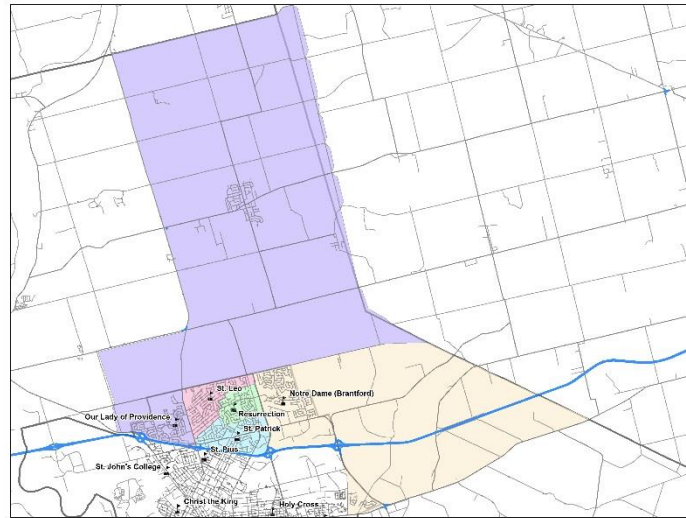 St. Leo
Notre Dame (Brantford)
Resurrection
Our Lady of Providence
St. Patrick
St. Pius
St. John's College
Christ the King
Holy Cross